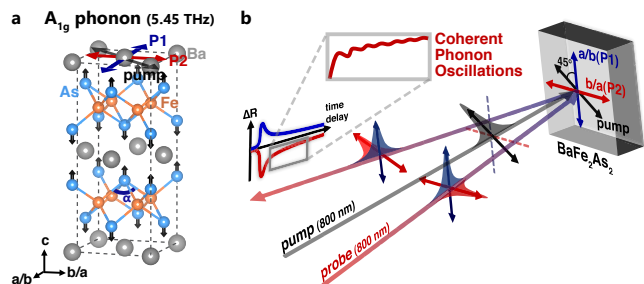 a
A1g phonon (5.45 THz)
P1
P2
Ba
pump
As
Fe
α
c
a/b
b/a
b
Coherent
Phonon
Oscillations
ΔR
time
delay
pump (800 nm)
probe (800 nm)
a/b(P1)
45°
b/a(P2)
pump
BaFe2As2